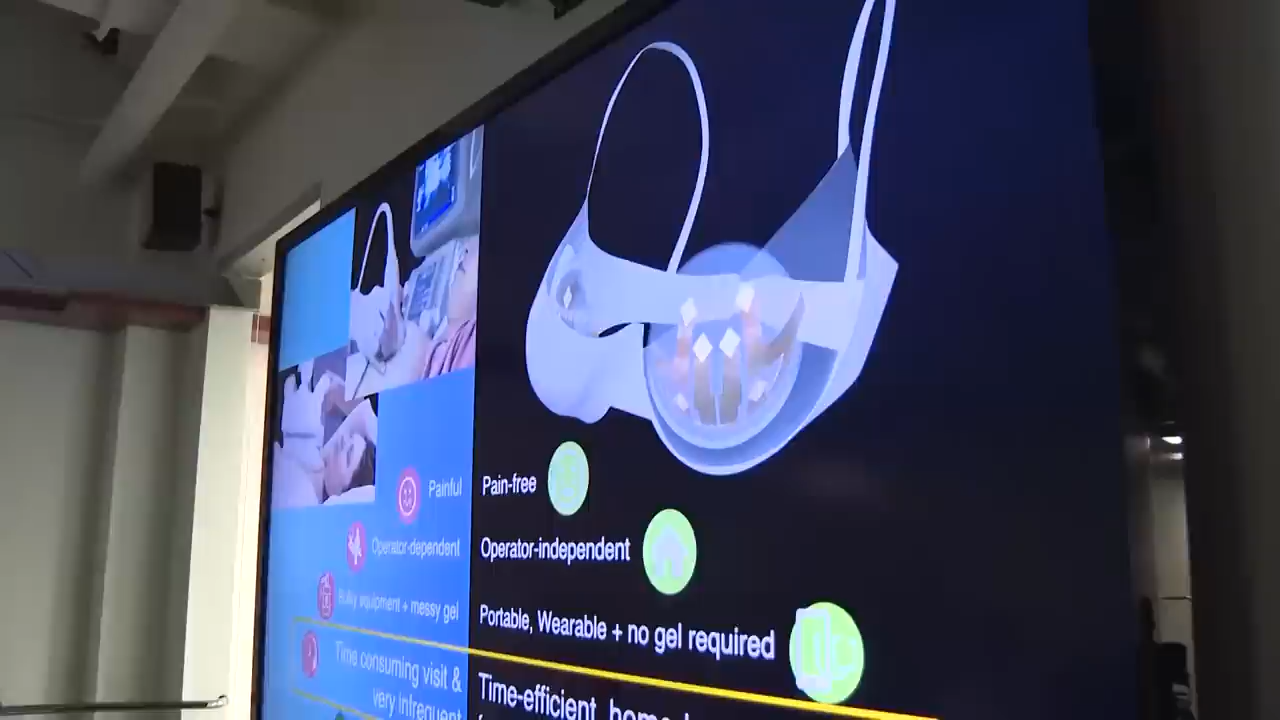 Painful
Pain-free
Operator-dependent
Operator-independent
Bulky equipment + messy gel
Portable, Wearable + no gel required
Time consuming visit &
very infrequent
Time-efficient,